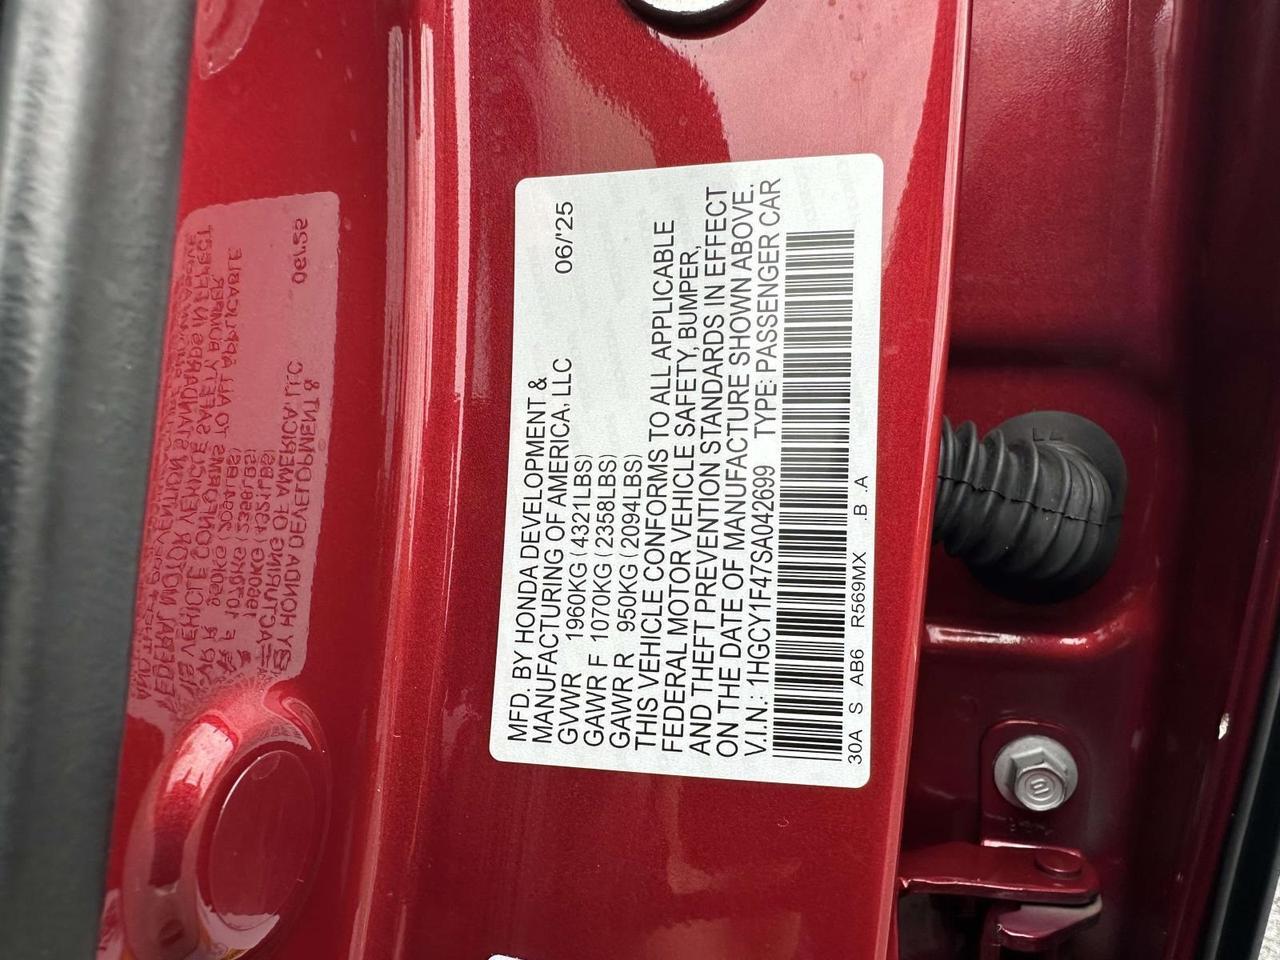 MFD. BY HONDA DEVELOPMENT &
MANUFACTURING OF AMERICA, LLC 06/'25
GVWR 1960KG (4321LBS)
GAWR F 1070KG (2358LBS)
GAWR R 950KG (2094LBS)
THIS VEHICLE CONFORMS TO ALL APPLICABLE
FEDERAL MOTOR VEHICLE SAFETY, BUMPER,
AND THEFT PREVENTION STANDARDS IN EFFECT
ON THE DATE OF MANUFACTURE SHOWN ABOVE.
V.I.N.: 1HGCY1F47SA042699 TYPE: PASSENGER CAR
30A S AB6 R569MX .B .A